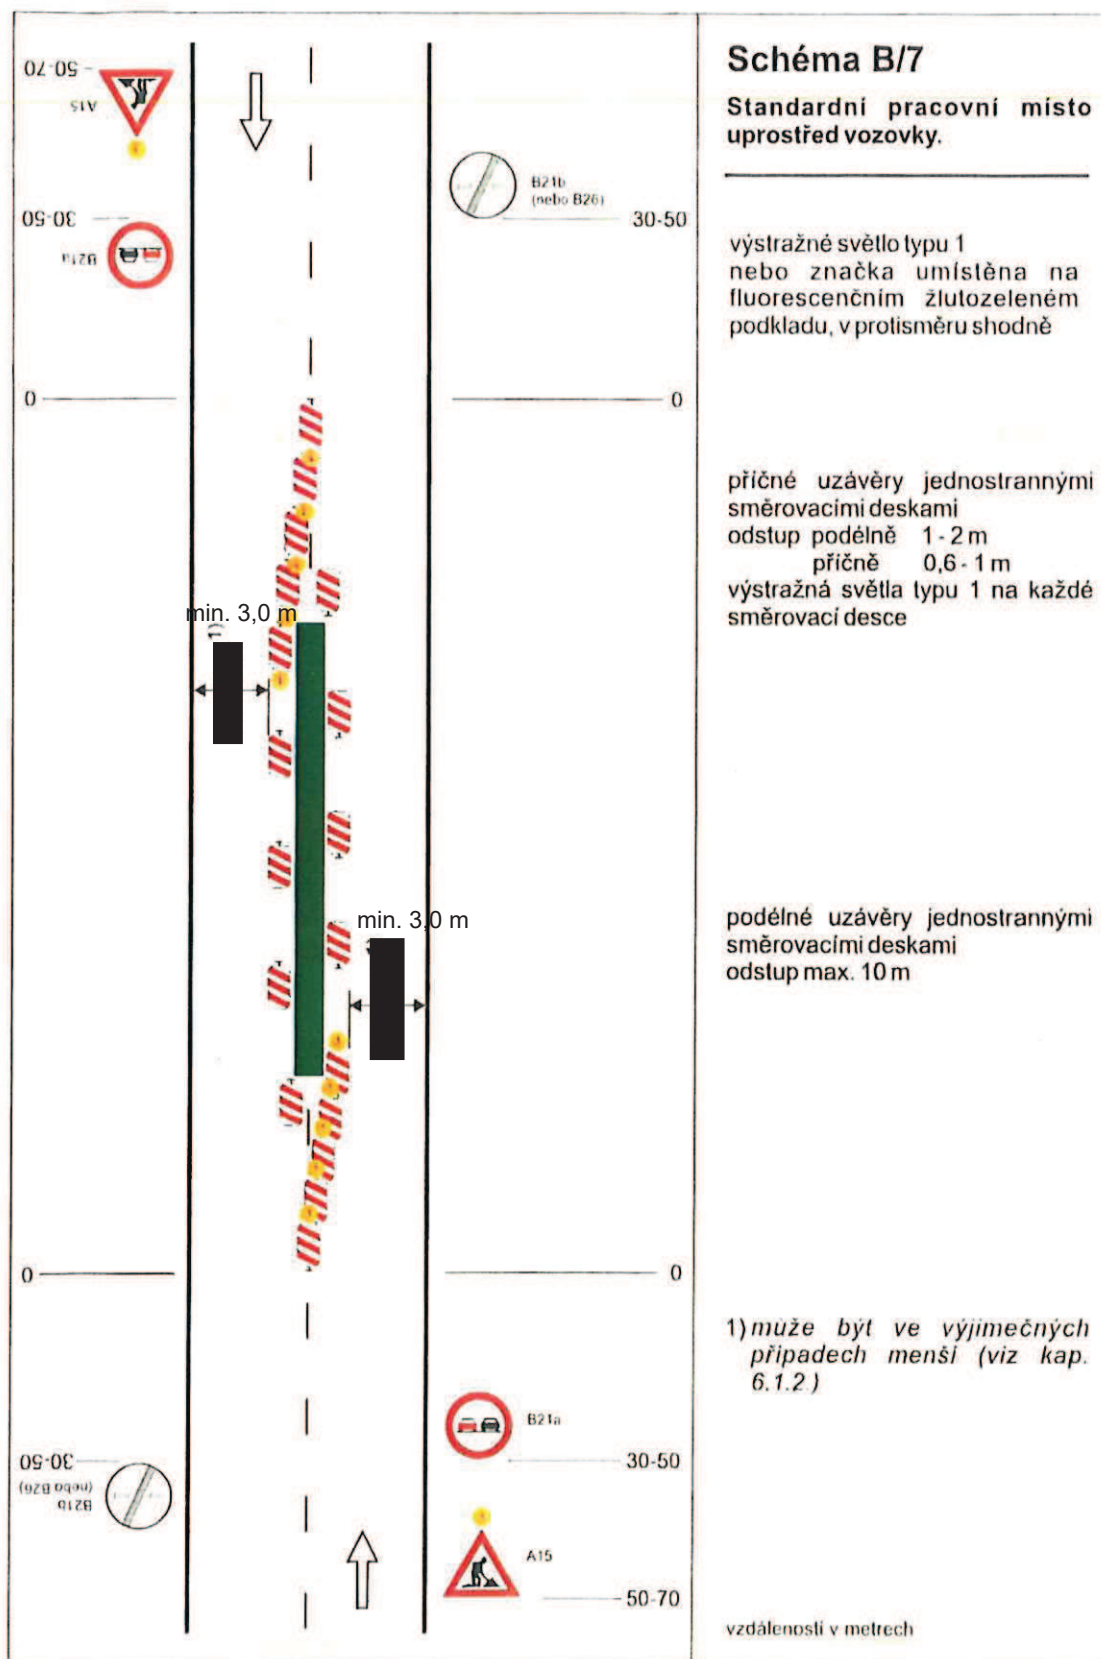 Schéma B/7
Standardní pracovní místo
uprostřed vozovky.
výstražné světlo typu 1
nebo značka umístěna na
fluorescenčním žlutozeleném
podkladu, v protisměru shodně
příčné uzávěry jednostrannými
směrovacími deskami
odstup podélně 1 - 2 m
příčně 0,6 - 1 m
výstražná světla typu 1 na každé
směrovací desce
podélné uzávěry jednostrannými
směrovacími deskami
odstup max. 10 m
1) může být ve výjimečných
případech menší (viz kap.
6.1.2.)
vzdálenosti v metrech
50-70
A15
30-50
B21a
B21b
(nebo B26)
30-50
0
0
min. 3,0 m
1)
min. 3,0 m
0
0
30-50
B21b
(nebo B26)
B21a
30-50
A15
50-70